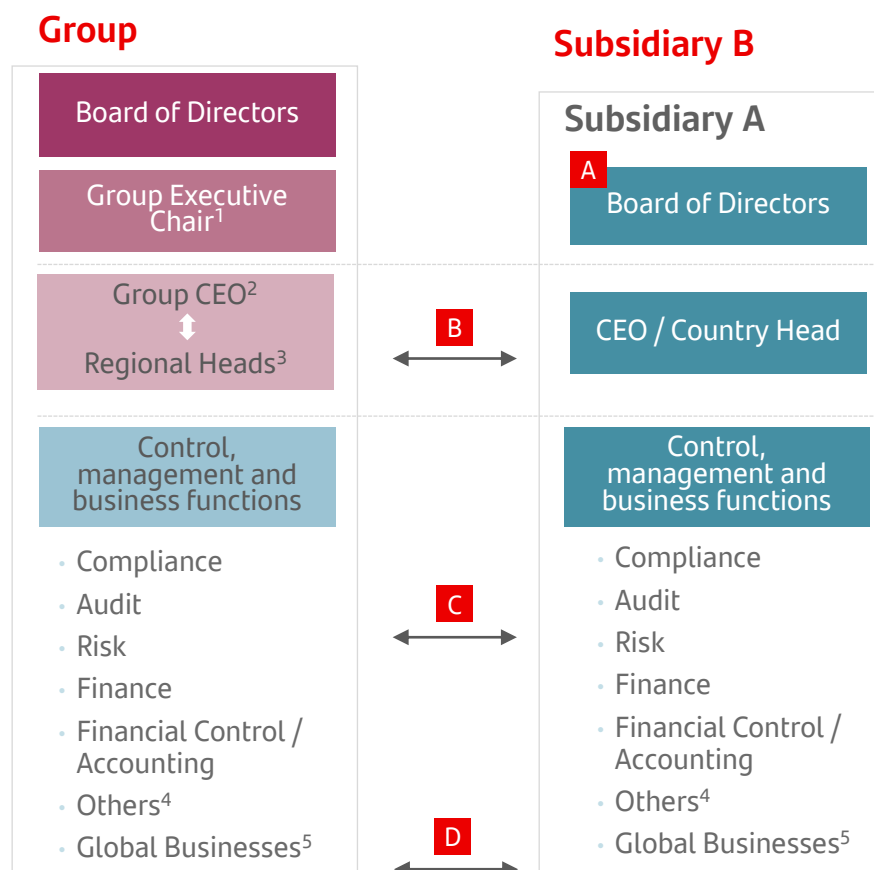 Group
Board of Directors
Group Executive
Chair¹
Group CEO²
Regional Heads³
Control,
management and
business functions
· Compliance
· Audit
· Risk
· Finance
· Financial Control /
Accounting
· Others⁴
· Global Businesses⁵
B
C
D
Subsidiary B
Subsidiary A
A
Board of Directors
CEO / Country Head
Control,
management and
business functions
· Compliance
· Audit
· Risk
· Finance
· Financial Control /
Accounting
· Others⁴
· Global Businesses⁵